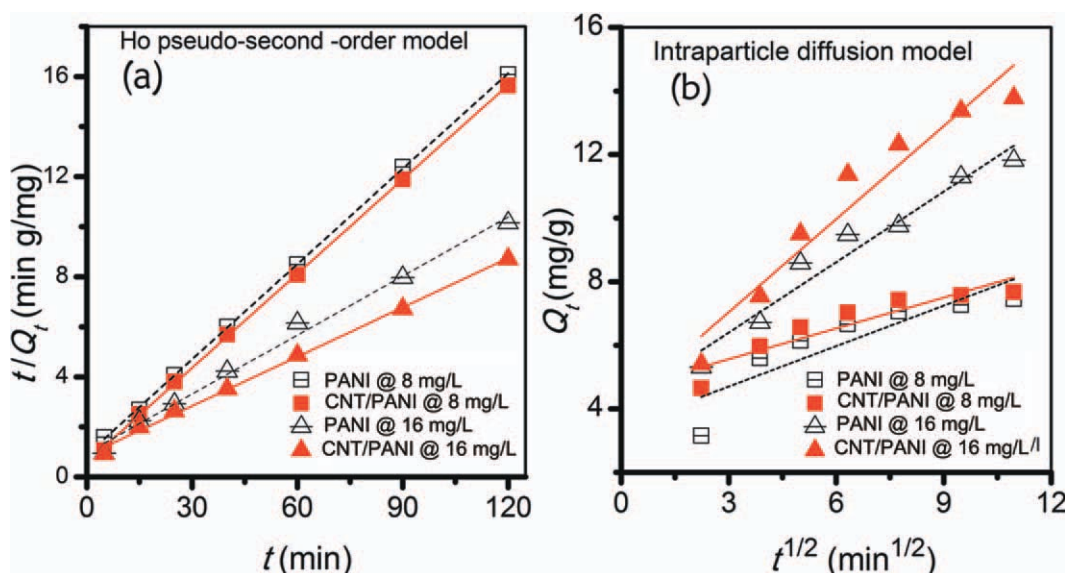 Ho pseudo-second -order model
(a)
t/Qt (min g/mg)
16
12
8
4
0
PANI @ 8 mg/L
CNT/PANI @ 8 mg/L
PANI @ 16 mg/L
CNT/PANI @ 16 mg/L
0 30 60 90 120
t (min)
Intraparticle diffusion model
(b)
Qt (mg/g)
16
12
8
4
PANI @ 8 mg/L
CNT/PANI @ 8 mg/L
PANI @ 16 mg/L
CNT/PANI @ 16 mg/L/l
0 3 6 9 12
t1/2 (min1/2)